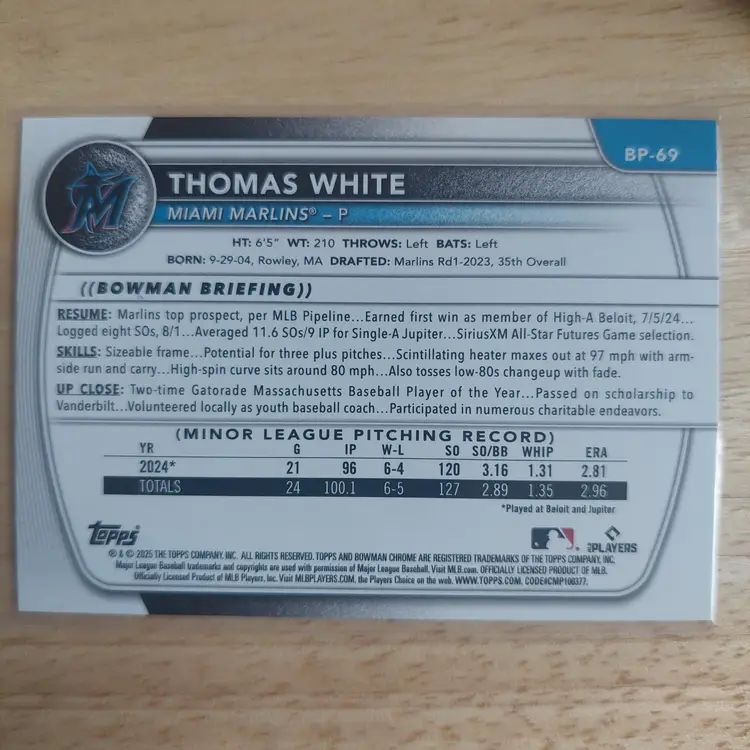 BP-69
THOMAS WHITE
MIAMI MARLINS® – P
HT: 6'5" WT: 210 THROWS: Left BATS: Left
BORN: 9-29-04, Rowley, MA DRAFTED: Marlins Rd1-2023, 35th Overall
((BOWMAN BRIEFING))
RESUME: Marlins top prospect, per MLB Pipeline...Earned first win as member of High-A Beloit, 7/5/24...
Logged eight SOs, 8/1...Averaged 11.6 SOs/9 IP for Single-A Jupiter...SiriusXM All-Star Futures Game selection.
SKILLS: Sizeable frame...Potential for three plus pitches...Scintillating heater maxes out at 97 mph with arm-
side run and carry...High-spin curve sits around 80 mph...Also tosses low-80s changeup with fade.
UP CLOSE: Two-time Gatorade Massachusetts Baseball Player of the Year...Passed on scholarship to
Vanderbilt...Volunteered locally as youth baseball coach...Participated in numerous charitable endeavors.
(MINOR LEAGUE PITCHING RECORD)
YR G IP W-L SO SO/BB WHIP ERA
2024* 21 96 6-4 120 3.16 1.31 2.81
TOTALS 24 100.1 6-5 127 2.89 1.35 2.96
*Played at Beloit and Jupiter
Topps
MLB PLAYERS
® & © 2025 THE TOPPS COMPANY, INC. ALL RIGHTS RESERVED. TOPPS AND BOWMAN CHROME ARE REGISTERED TRADEMARKS OF THE TOPPS COMPANY, INC.
Major League Baseball trademarks and copyrights are used with permission of Major League Baseball. Visit MLB.com. OFFICIALLY LICENSED PRODUCT OF MLB.
Officially Licensed Product of MLB Players, Inc. Visit MLBPLAYERS.COM, the Players Choice on the web. WWW.TOPPS.COM. CODE#CMP100377.